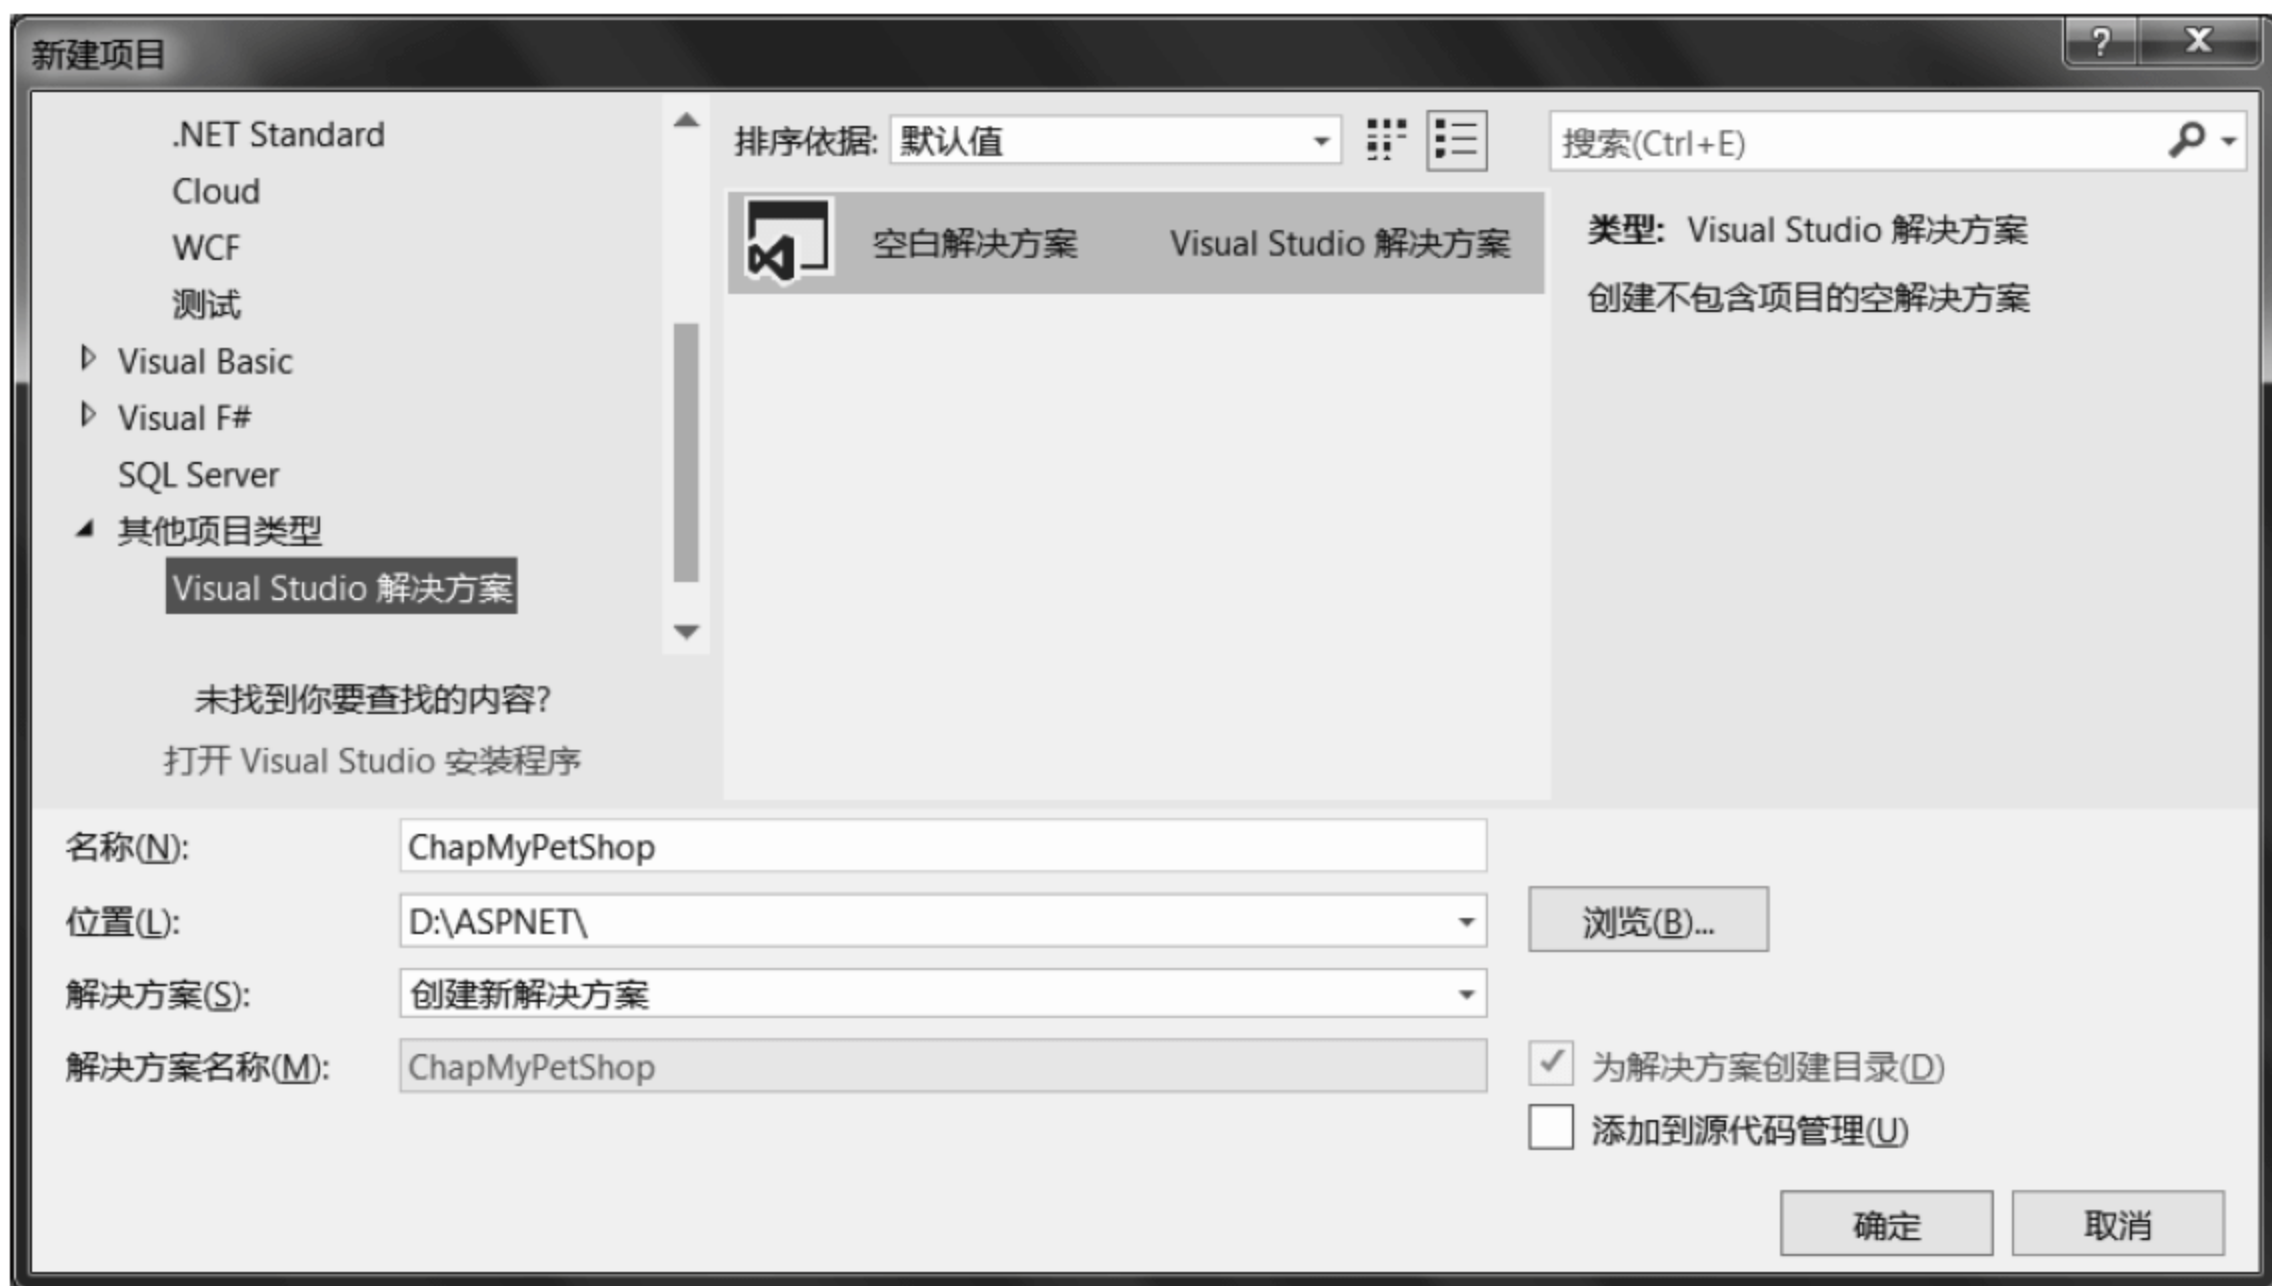 新建项目
.NET Standard
Cloud
WCF
测试
Visual Basic
Visual F#
SQL Server
其他项目类型
Visual Studio 解决方案
未找到你要查找的内容?
打开 Visual Studio 安装程序
排序依据: 默认值
搜索(Ctrl+E)
空白解决方案 Visual Studio 解决方案
类型: Visual Studio 解决方案
创建不包含项目的空解决方案
名称(N): ChapMyPetShop
位置(L): D:\ASPNET\ 浏览(B)...
解决方案(S): 创建新解决方案
解决方案名称(M): ChapMyPetShop
为解决方案创建目录(D)
添加到源代码管理(U)
确定 取消